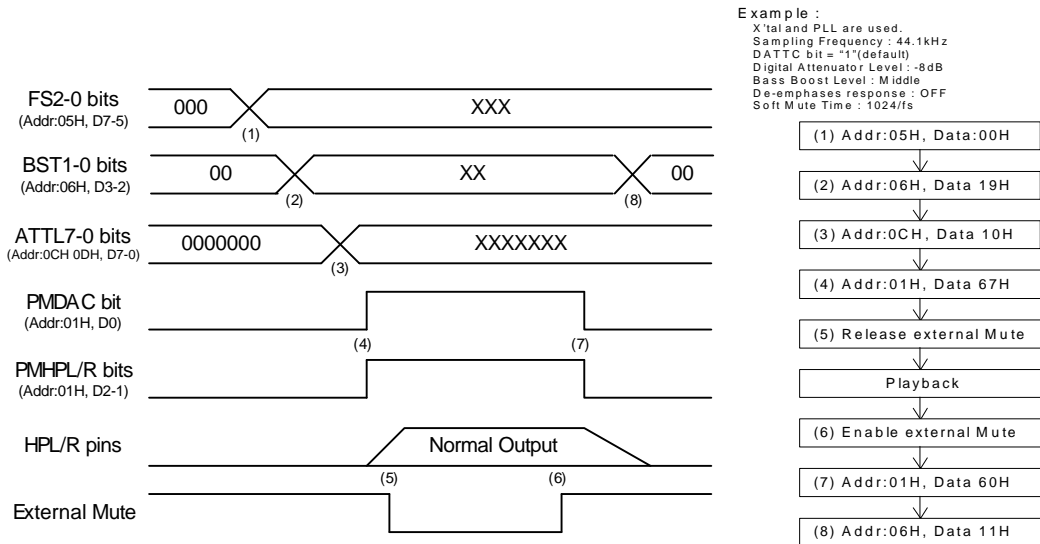 Example :
X'tal and PLL are used.
Sampling Frequency : 44.1kHz
DATTC bit = “1”(default)
Digital Attenuator Level : -8dB
Bass Boost Level : Middle
De-emphases response : OFF
Soft Mute Time : 1024/fs
FS2-0 bits
(Addr:05H, D7-5)
000
XXX
(1)
BST1-0 bits
(Addr:06H, D3-2)
00
XX
00
(2)
(8)
ATTL7-0 bits
(Addr:0CH 0DH, D7-0)
0000000
XXXXXXX
(3)
PMDAC bit
(Addr:01H, D0)
(4)
(7)
PMHPL/R bits
(Addr:01H, D2-1)
HPL/R pins
Normal Output
(5)
(6)
External Mute
(1) Addr:05H, Data:00H
(2) Addr:06H, Data 19H
(3) Addr:0CH, Data 10H
(4) Addr:01H, Data 67H
(5) Release external Mute
Playback
(6) Enable external Mute
(7) Addr:01H, Data 60H
(8) Addr:06H, Data 11H